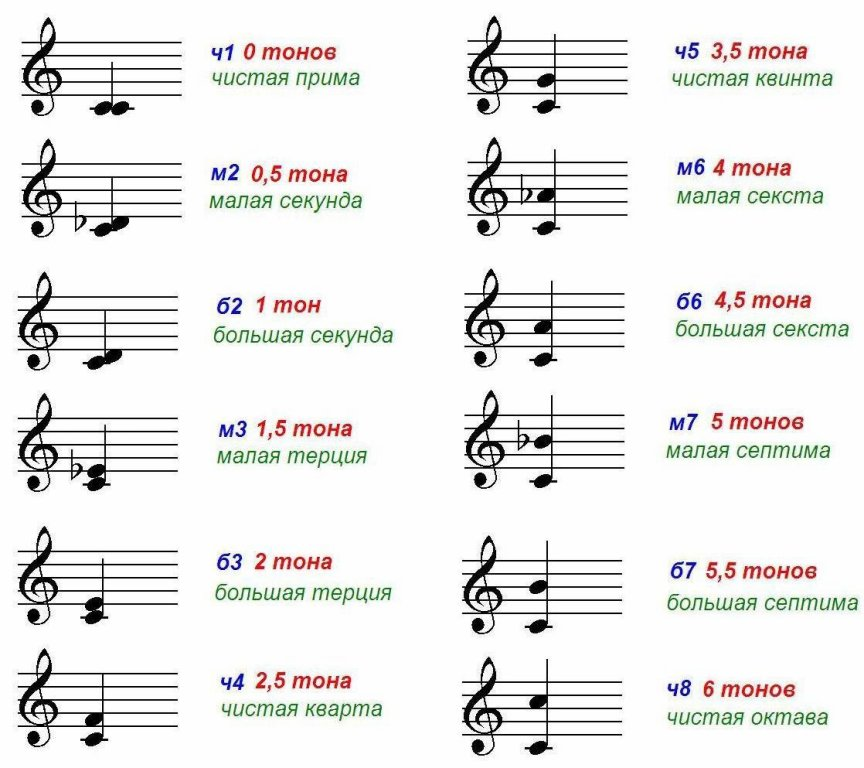 ч1 0 тонов
чистая прима
м2 0,5 тона
малая секунда
б2 1 тон
большая секунда
м3 1,5 тона
малая терция
б3 2 тона
большая терция
ч4 2,5 тона
чистая кварта
ч5 3,5 тона
чистая квинта
м6 4 тона
малая секста
б6 4,5 тона
большая секста
м7 5 тонов
малая септима
б7 5,5 тонов
большая септима
ч8 6 тонов
чистая октава